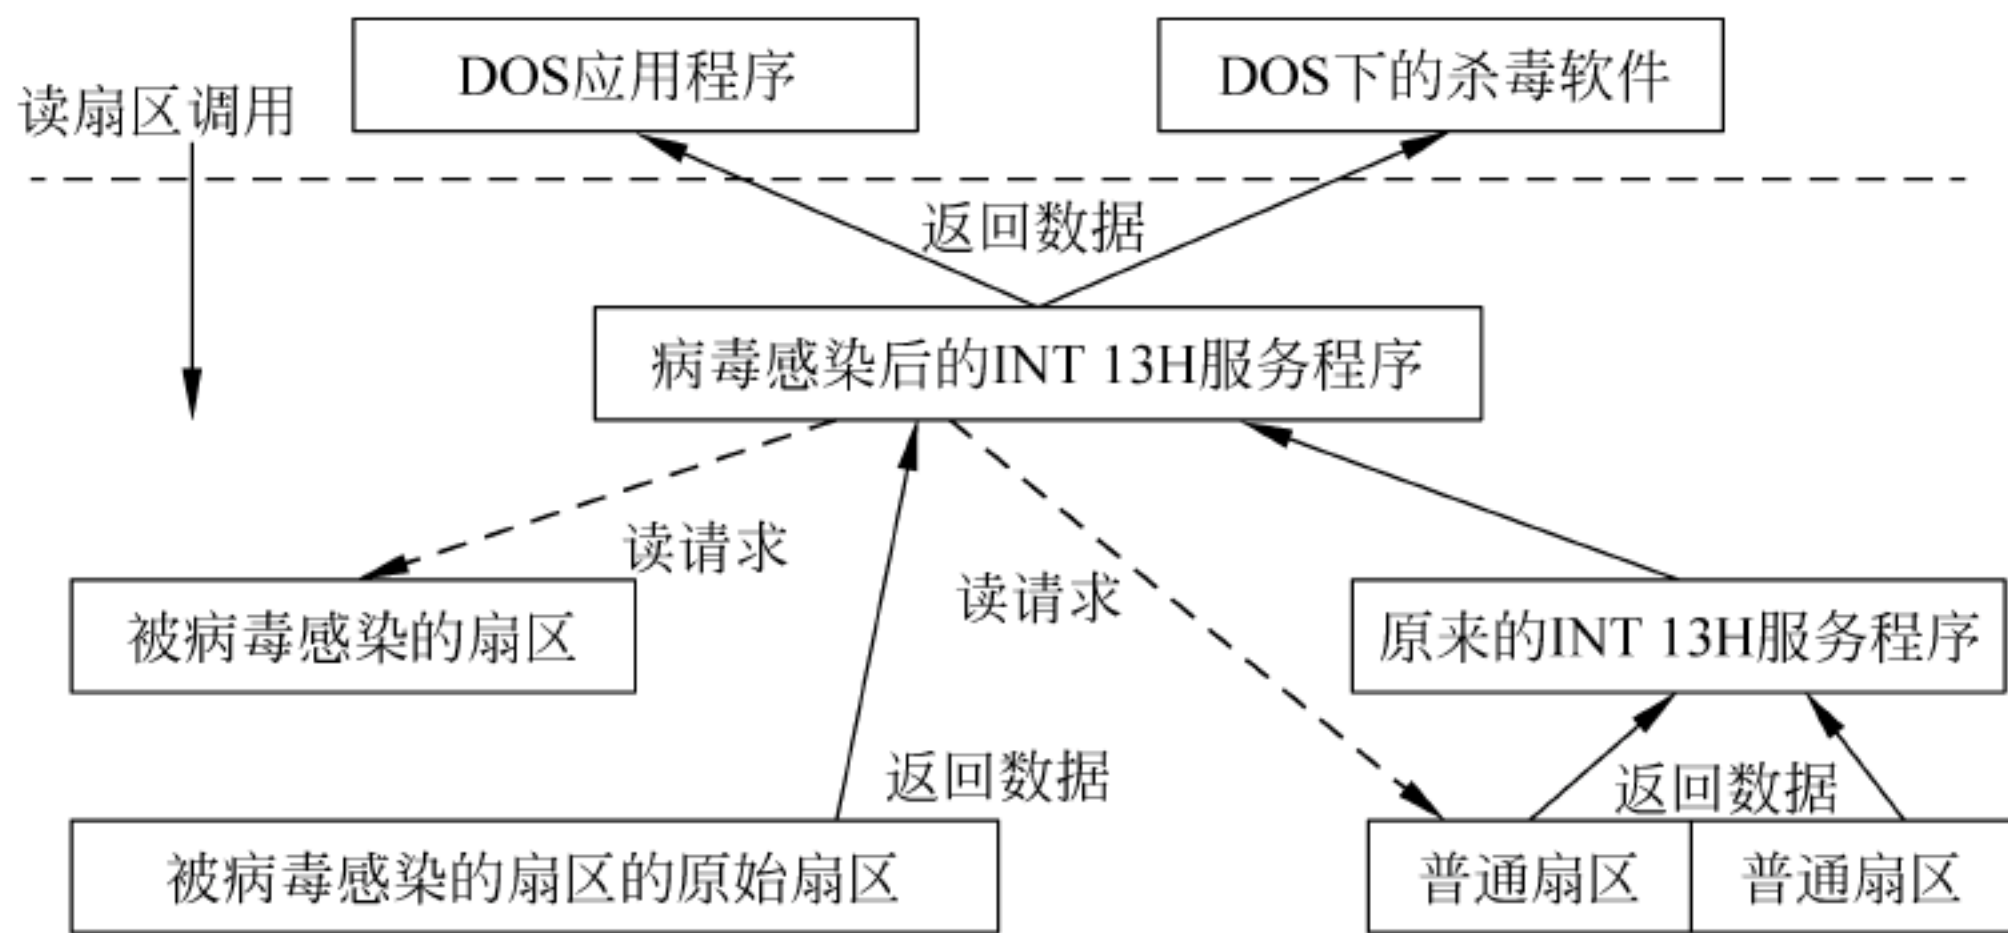 DOS应用程序
DOS下的杀毒软件
读扇区调用
返回数据
病毒感染后的INT 13H服务程序
读请求
读请求
被病毒感染的扇区
原来的INT 13H服务程序
返回数据
返回数据
被病毒感染的扇区的原始扇区
普通扇区
普通扇区